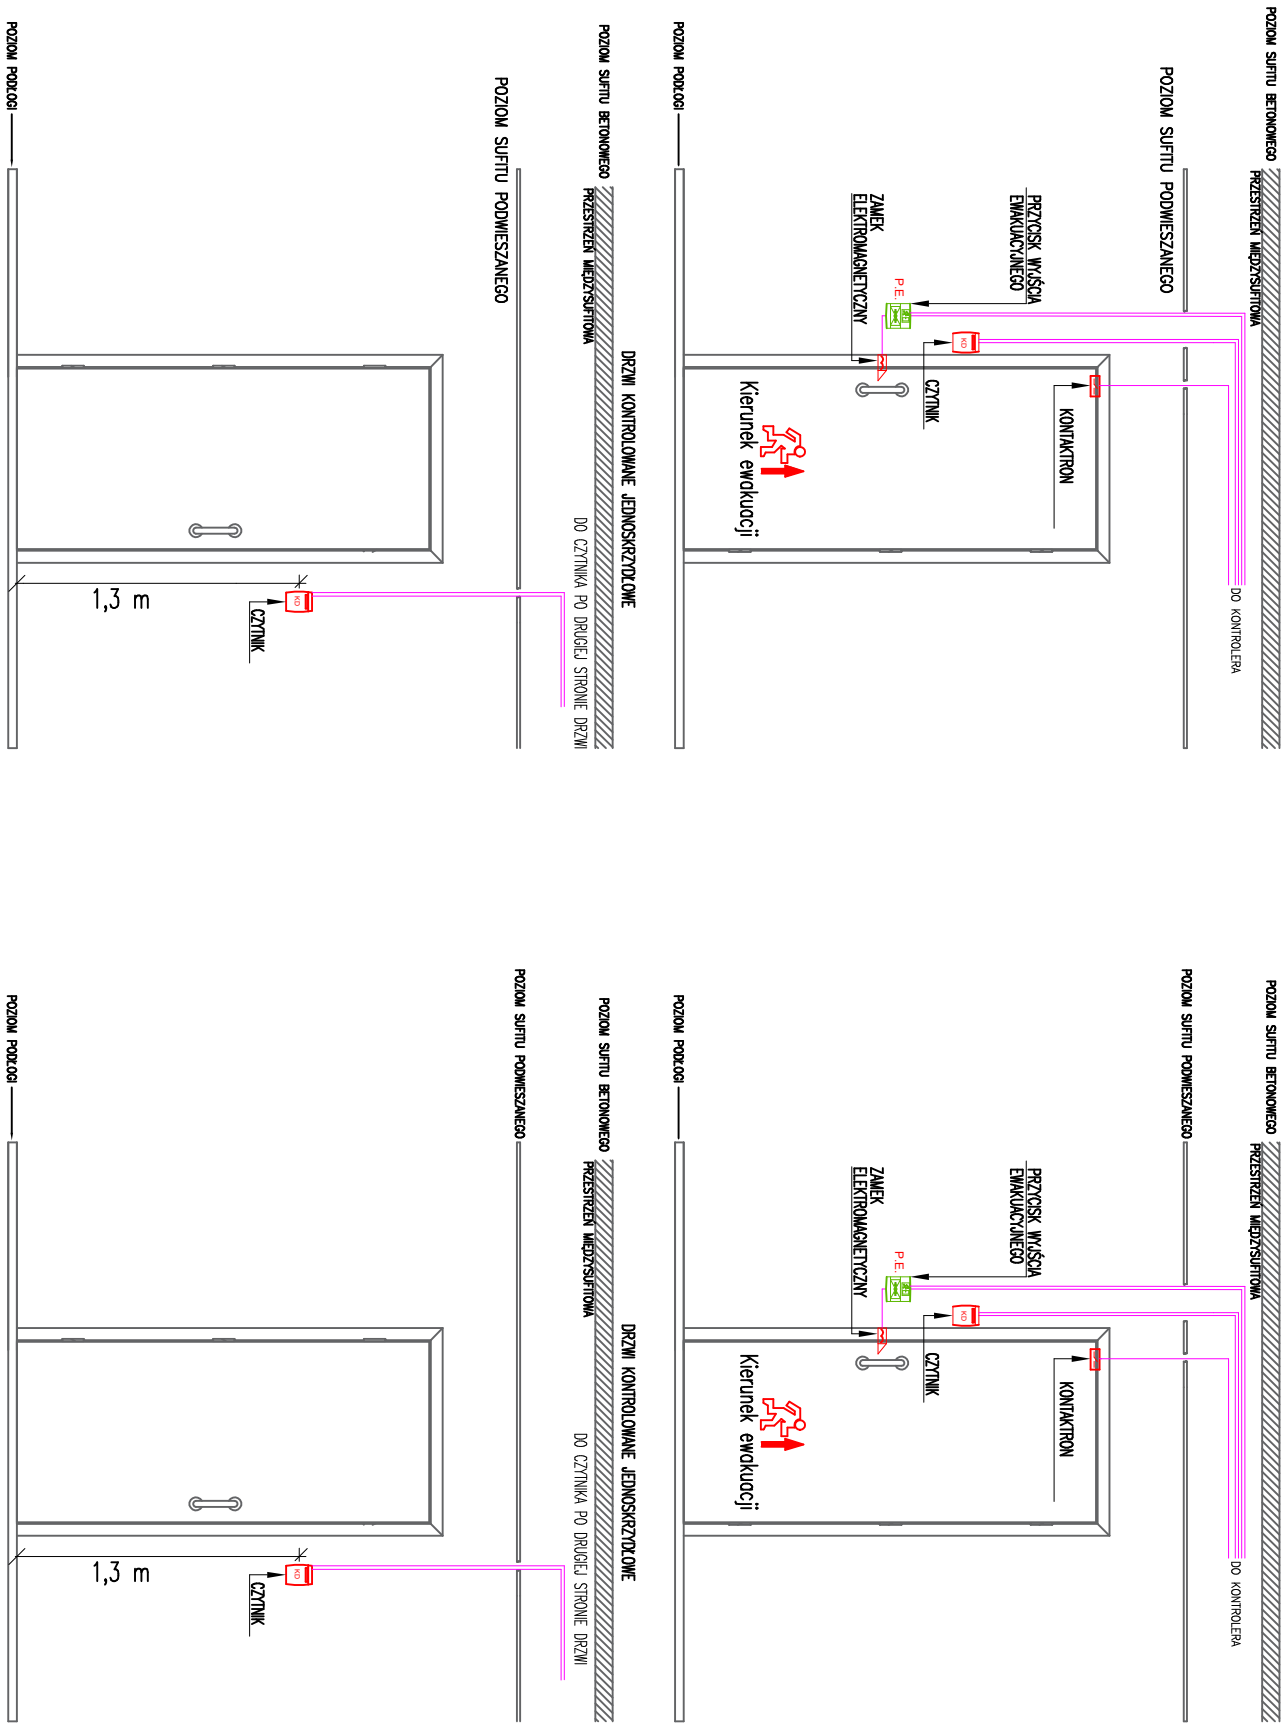 POZIOM SUFITU BETONOWEGO
PRZESTRZEŃ MIĘDZYSUFITOWA
POZIOM SUFITU PODWIESZANEGO
DO KONTROLERA
PRZYCISK WYJŚCIA
EWAKUACYJNEGO
KONTAKTRON
P.E.
KD
CZYTNIK
ZAMEK
ELEKTROMAGNETYCZNY
Kierunek ewakuacji
POZIOM PODŁOGI
DRZWI KONTROLOWANE JEDNOSKRZYDŁOWE
POZIOM SUFITU BETONOWEGO
PRZESTRZEŃ MIĘDZYSUFITOWA
DO CZYTNIKA PO DRUGIEJ STRONIE DRZWI
POZIOM SUFITU PODWIESZANEGO
KD
CZYTNIK
1,3 m
POZIOM PODŁOGI
POZIOM SUFITU BETONOWEGO
PRZESTRZEŃ MIĘDZYSUFITOWA
POZIOM SUFITU PODWIESZANEGO
DO KONTROLERA
PRZYCISK WYJŚCIA
EWAKUACYJNEGO
KONTAKTRON
P.E.
KD
CZYTNIK
ZAMEK
ELEKTROMAGNETYCZNY
Kierunek ewakuacji
POZIOM PODŁOGI
DRZWI KONTROLOWANE JEDNOSKRZYDŁOWE
POZIOM SUFITU BETONOWEGO
PRZESTRZEŃ MIĘDZYSUFITOWA
DO CZYTNIKA PO DRUGIEJ STRONIE DRZWI
POZIOM SUFITU PODWIESZANEGO
KD
CZYTNIK
1,3 m
POZIOM PODŁOGI